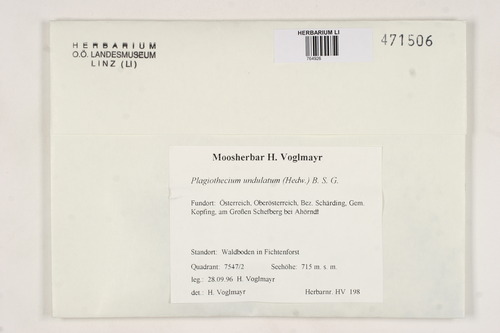 HERBARIUM
O.Ö. LANDESMUSEUM
LINZ (LI)
HERBARIUM LI
764926
471506
Moosherbar H. Voglmayr
Plagiothecium undulatum (Hedw.) B. S. G.
Fundort: Österreich, Oberösterreich, Bez. Schärding, Gem.
Kopfing, am Großen Schefberg bei Ahörndt
Standort: Waldboden in Fichtenforst
Quadrant: 7547/2 Seehöhe: 715 m. s. m.
leg.: 28.09.96 H. Voglmayr
det.: H. Voglmayr Herbarnr. HV 198